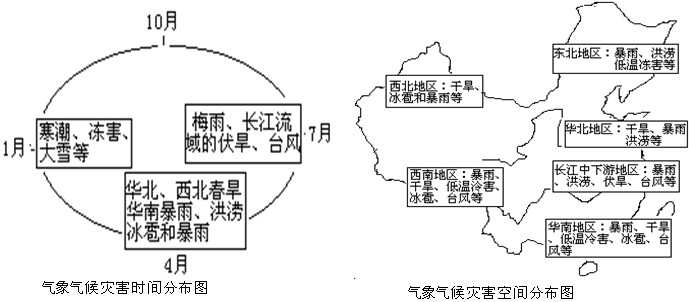 10月
寒潮、冻害、
大雪等
1月
梅雨、长江流
域的伏旱、台风
7月
华北、西北春旱
华南暴雨、洪涝
冰雹和暴雨
4月
气象气候灾害时间分布图
东北地区：暴雨、洪涝
低温冻害等
西北地区：干旱、
冰雹和暴雨等
华北地区：干旱、暴雨
洪涝等
西南地区：暴雨、
干旱、低温冷害、
冰雹、台风等
长江中下游地区：暴雨
、洪涝、伏旱、台风等
华南地区：暴雨、干旱
、低温冷害、冰雹、台
风等
气象气候灾害空间分布图